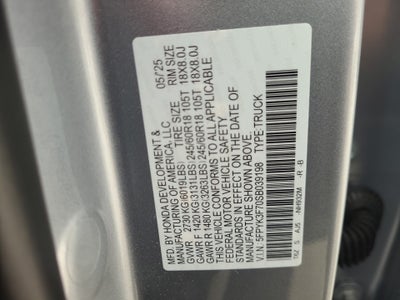 MFD. BY HONDA DEVELOPMENT & 05/25
MANUFACTURING OF AMERICA, LLC
TIRE SIZE RIM SIZE
GVWR 2730 KG(6019LBS) 245/60R18 105T 18X8.0J
GAWR F 1420 KG(3131LBS) 245/60R18 105T 18X8.0J
GAWR R 1480 KG(3263LBS)
THIS VEHICLE CONFORMS TO ALL APPLICABLE
FEDERAL MOTOR VEHICLE SAFETY
STANDARDS IN EFFECT ON THE DATE OF
MANUFACTURE SHOWN ABOVE.
V.I.N. 5FPYK3F70SB039198 TYPE:TRUCK
S AJ5 -NH932M -R -B